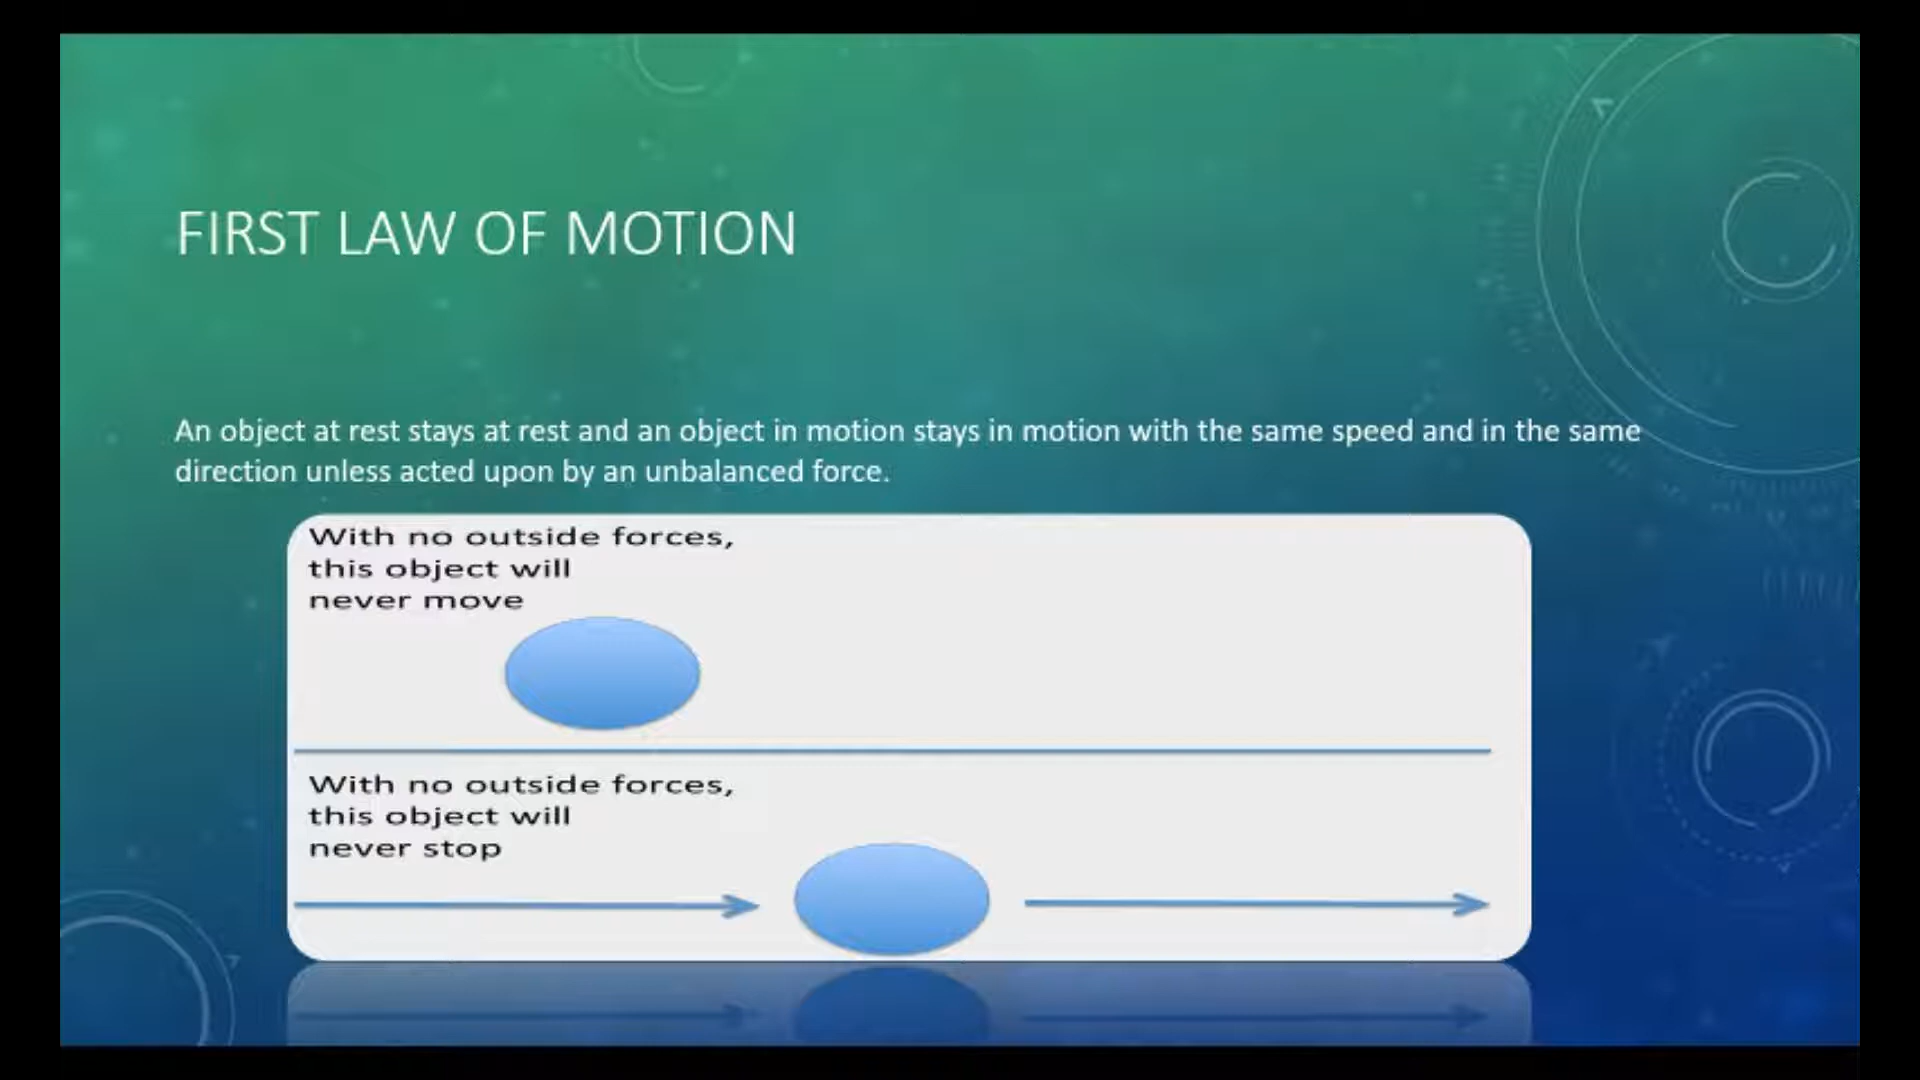 FIRST LAW OF MOTION
An object at rest stays at rest and an object in motion stays in motion with the same speed and in the same
direction unless acted upon by an unbalanced force.
With no outside forces,
this object will
never move
With no outside forces,
this object will
never stop